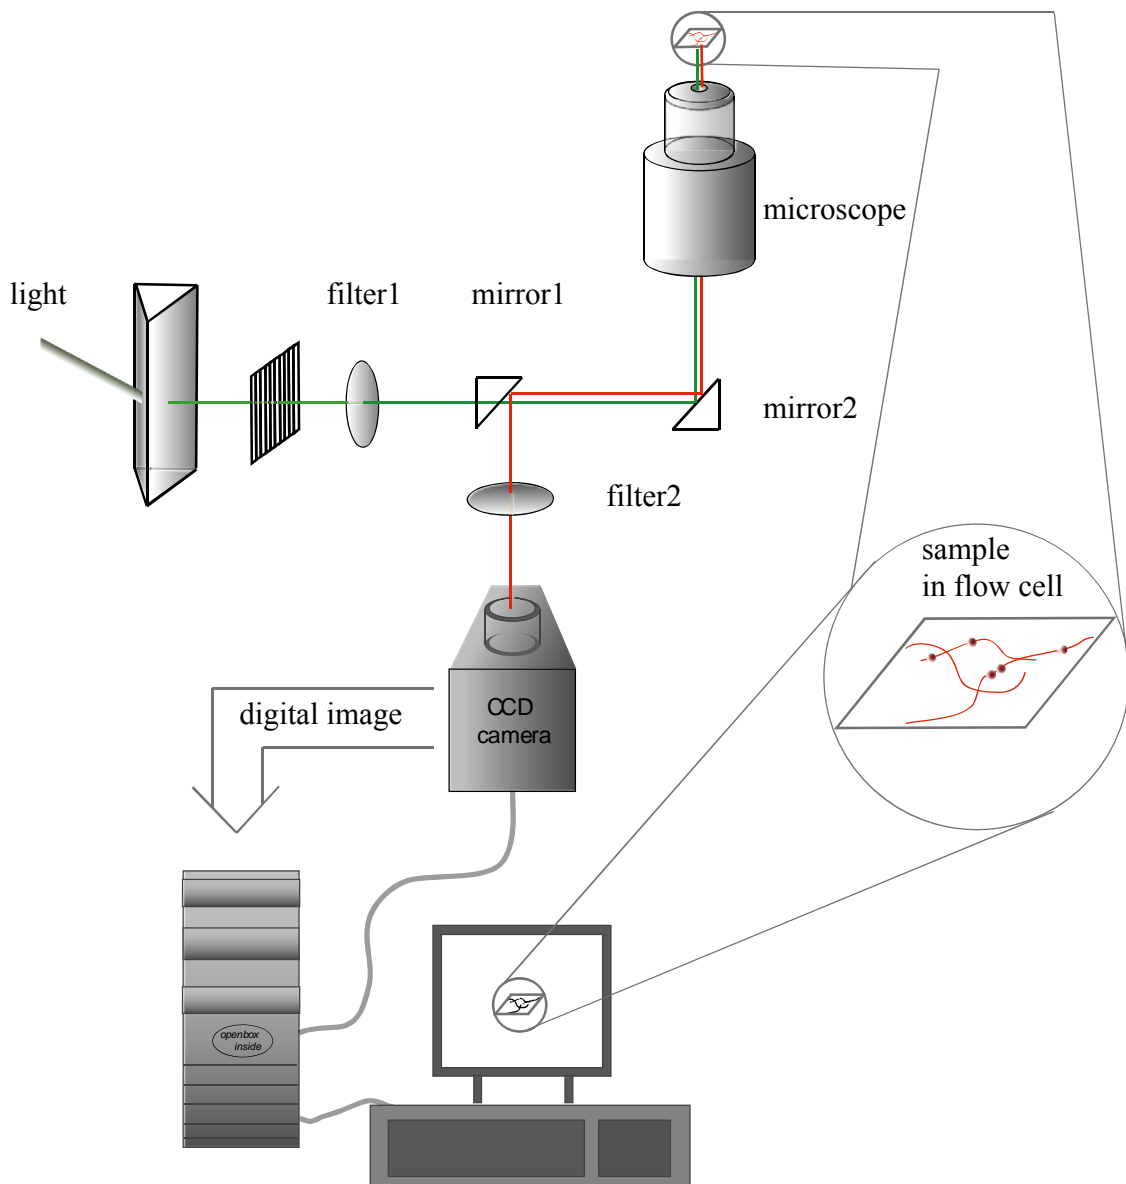 microscope
light
filter1
mirror1
mirror2
filter2
sample
in flow cell
digital image
CCD
camera
openbox
inside